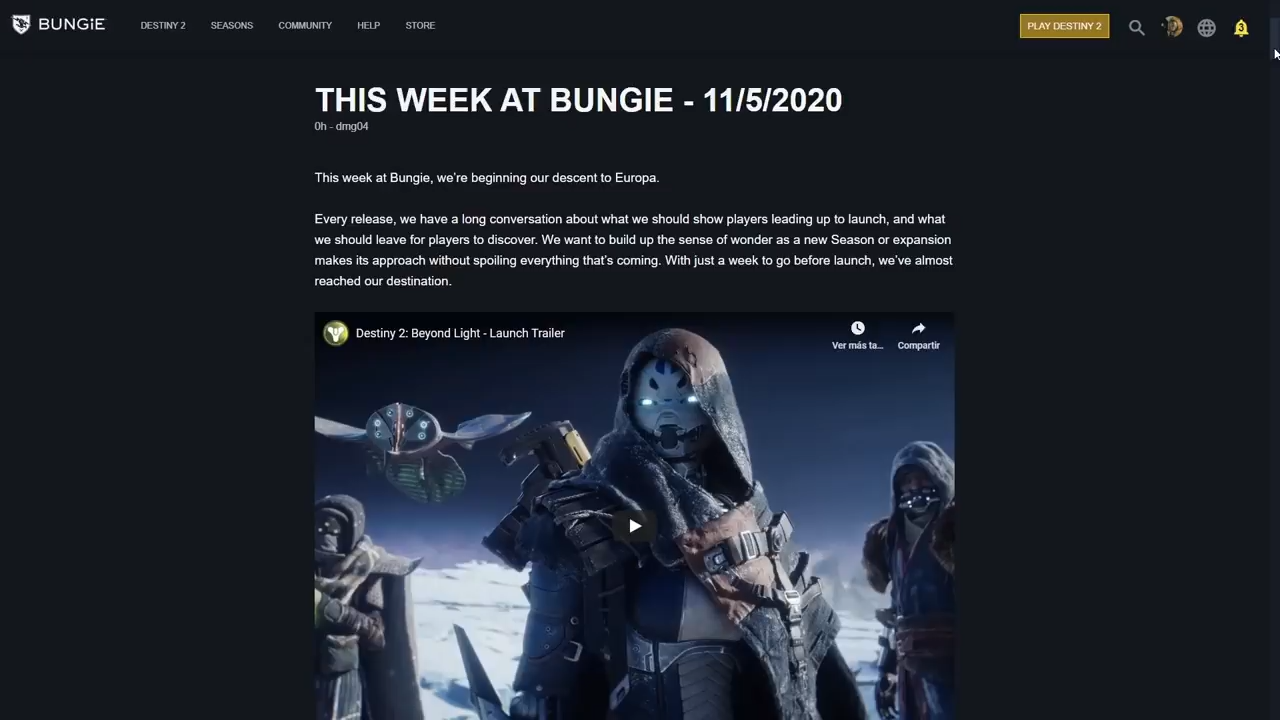 BUNGiE DESTINY 2 SEASONS COMMUNITY HELP STORE PLAY DESTINY 2 3
THIS WEEK AT BUNGIE - 11/5/2020
0h - dmg04
This week at Bungie, we’re beginning our descent to Europa.
Every release, we have a long conversation about what we should show players leading up to launch, and what
we should leave for players to discover. We want to build up the sense of wonder as a new Season or expansion
makes its approach without spoiling everything that’s coming. With just a week to go before launch, we’ve almost
reached our destination.
Destiny 2: Beyond Light - Launch Trailer
Ver más ta... Compartir